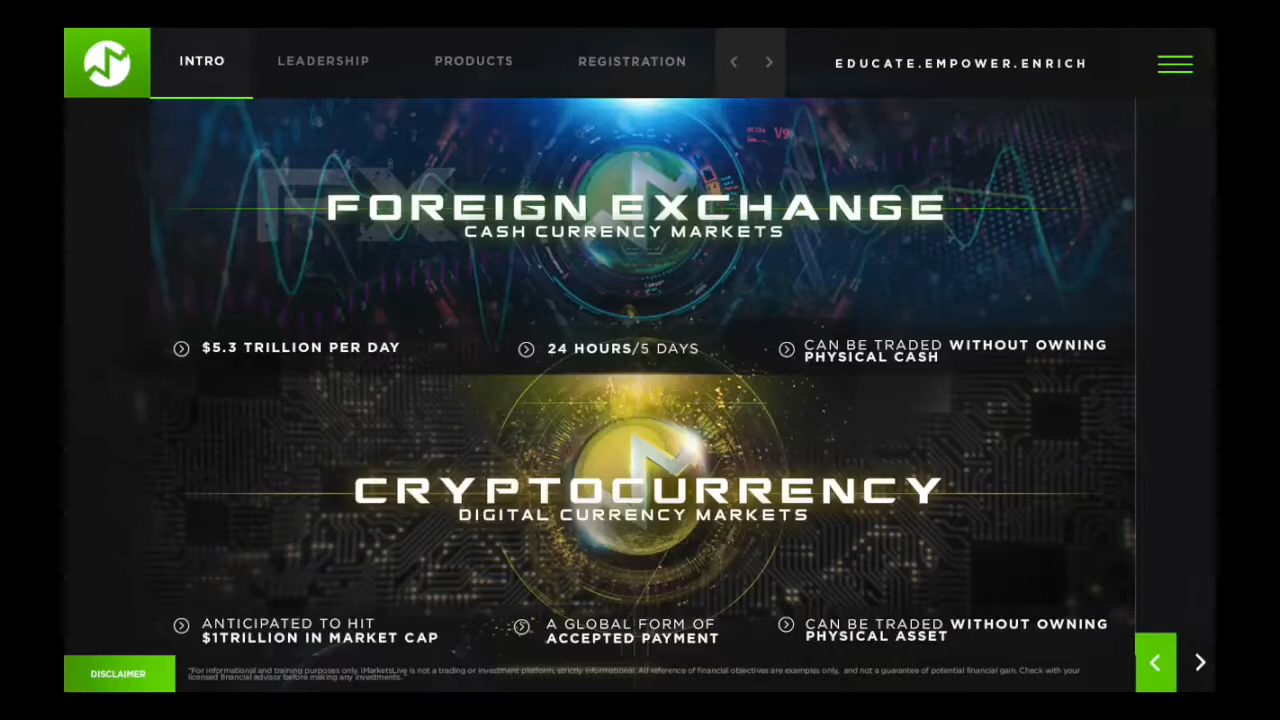 INTRO
LEADERSHIP
PRODUCTS
REGISTRATION
EDUCATE.EMPOWER.ENRICH
V9
FX
FOREIGN EXCHANGE
CASH CURRENCY MARKETS
$5.3 TRILLION PER DAY
24 HOURS/5 DAYS
CAN BE TRADED WITHOUT OWNING
PHYSICAL CASH
CRYPTOCURRENCY
DIGITAL CURRENCY MARKETS
ANTICIPATED TO HIT
$1TRILLION IN MARKET CAP
A GLOBAL FORM OF
ACCEPTED PAYMENT
CAN BE TRADED WITHOUT OWNING
PHYSICAL ASSET
DISCLAIMER
"For informational and training purposes only, iMarketsLive is not a trading or investment platform, strictly informational. All reference of financial objectives are examples only, and not a guarantee of potential financial gain. Check with your
licensed financial advisor before making any investments."